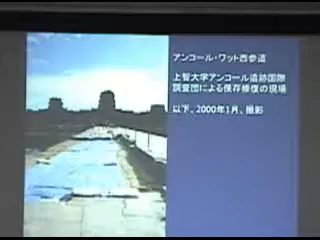 アンコール・ワット西参道
上智大学アンコール遺跡国際
調査団による保存修復の現場
以下、2000年1月、撮影